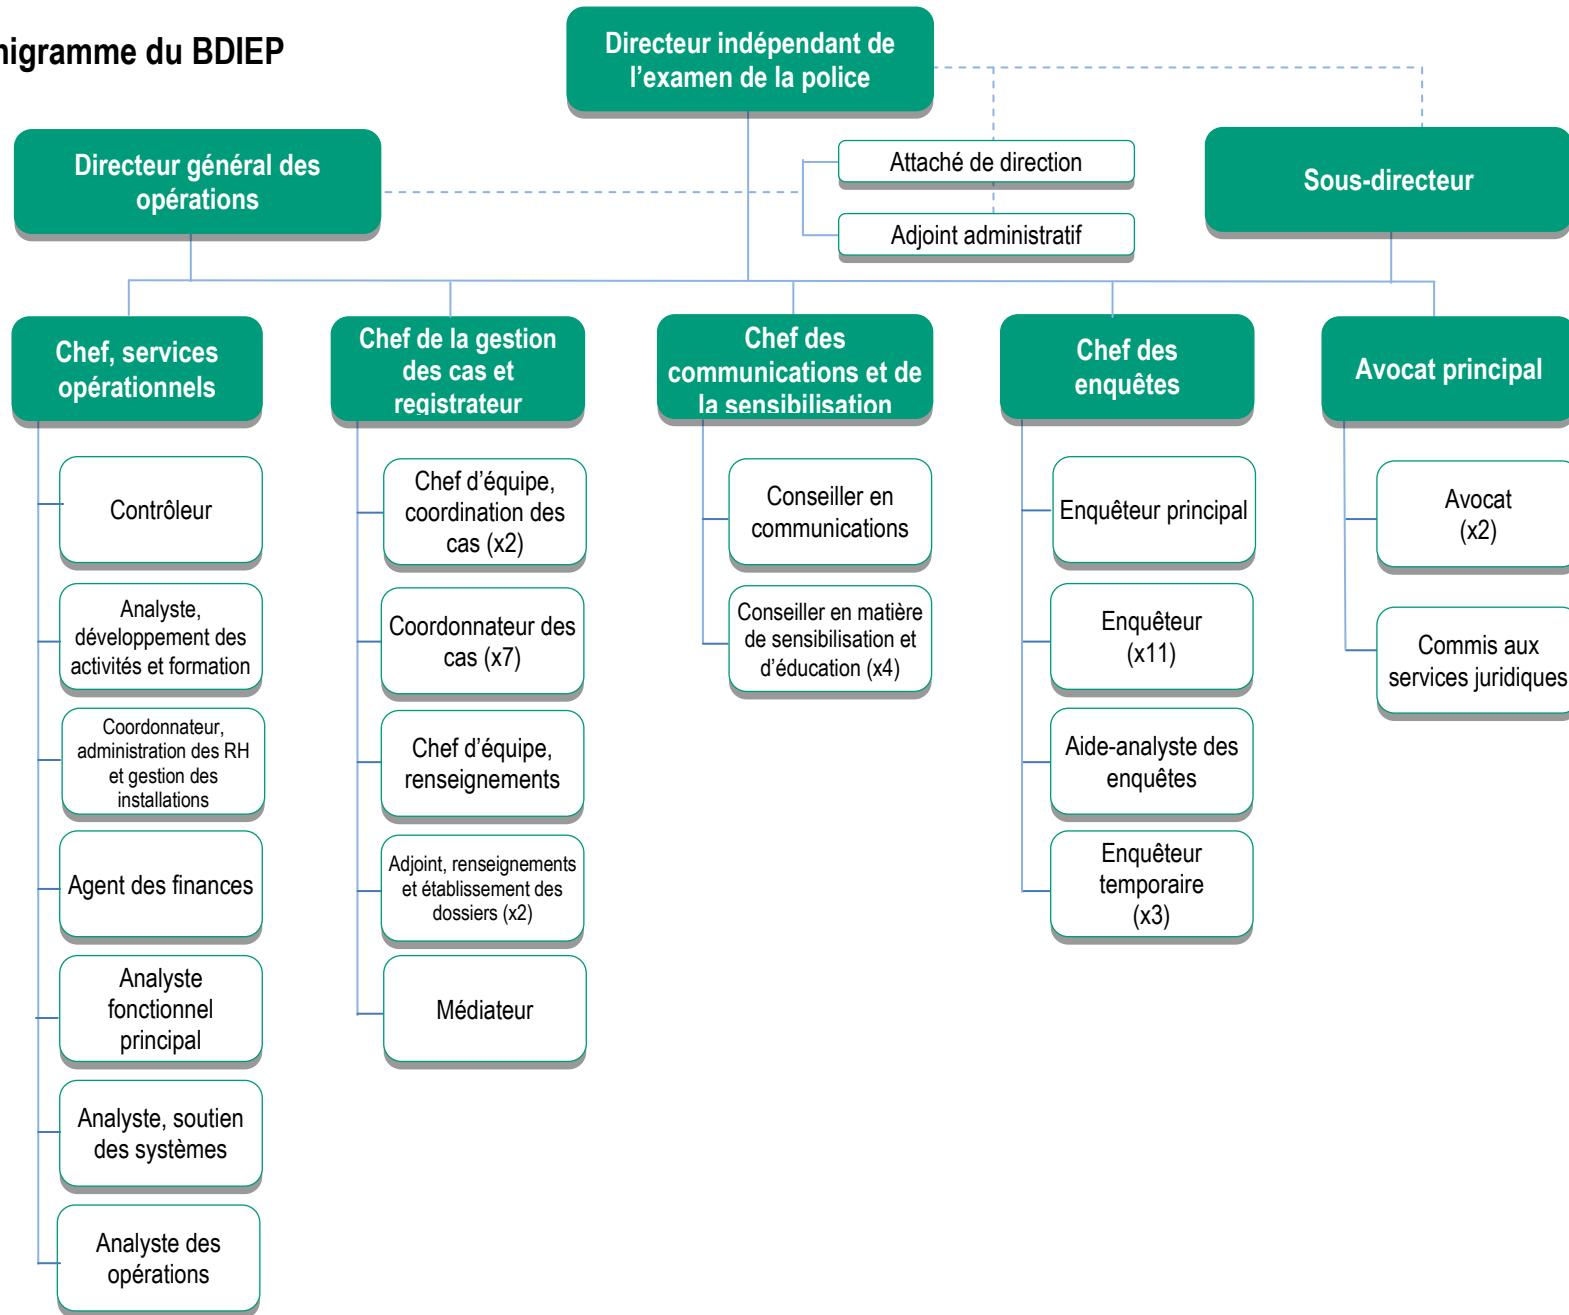 nigramme du BDIEP
Directeur indépendant de
l'examen de la police
Directeur général des
opérations
Attaché de direction
Adjoint administratif
Sous-directeur
Chef, services
opérationnels
Chef de la gestion
des cas et
registrateur
Chef des
communications et de
la sensibilisation
Chef des
enquêtes
Avocat principal
Contrôleur
Analyste,
développement des
activités et formation
Coordonnateur,
administration des RH
et gestion des
installations
Agent des finances
Analyste
fonctionnel
principal
Analyste, soutien
des systèmes
Analyste des
opérations
Chef d'équipe,
coordination des
cas (x2)
Coordonnateur des
cas (x7)
Chef d'équipe,
renseignements
Adjoint, renseignements
et établissement des
dossiers (x2)
Médiateur
Conseiller en
communications
Conseiller en matière
de sensibilisation et
d'éducation (x4)
Enquêteur principal
Enquêteur
(x11)
Aide-analyste des
enquêtes
Enquêteur
temporaire
(x3)
Avocat
(x2)
Commis aux
services juridiques